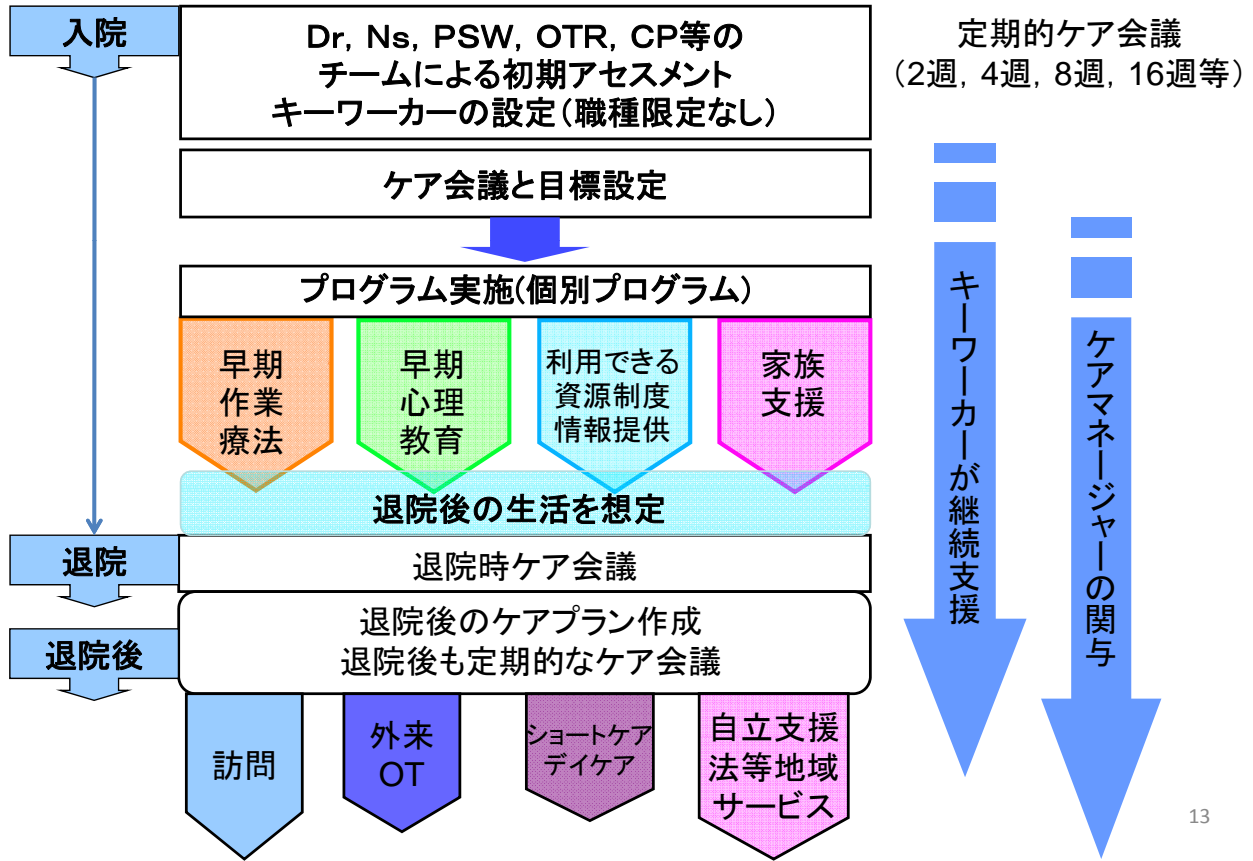 入院
Dr, Ns, PSW, OTR, CP等の
チームによる初期アセスメント
キーワーカーの設定(職種限定なし)
定期的ケア会議
(2週, 4週, 8週, 16週等)
ケア会議と目標設定
プログラム実施(個別プログラム)
早期
作業
療法
早期
心理
教育
利用できる
資源制度
情報提供
家族
支援
退院後の生活を想定
キーワーカーが継続支援
ケアマネージャーの関与
退院
退院時ケア会議
退院後
退院後のケアプラン作成
退院後も定期的なケア会議
訪問
外来
OT
ショートケア
デイケア
自立支援
法等地域
サービス
13